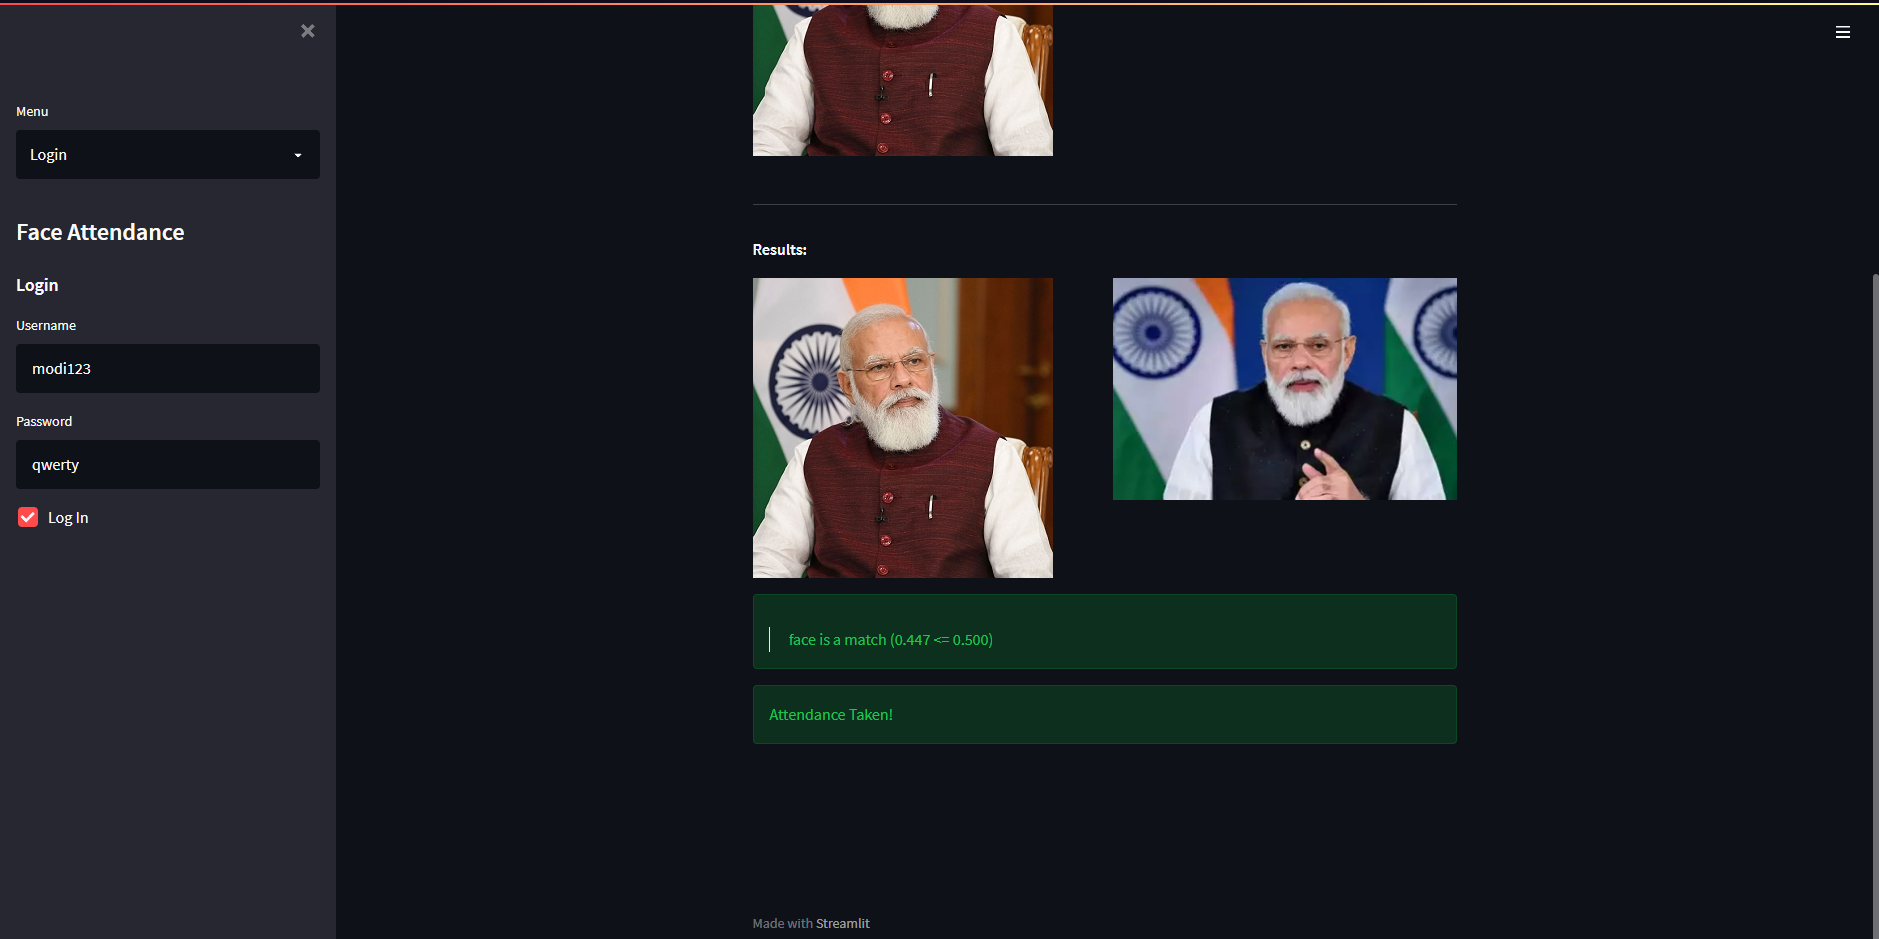 Menu
Login
Face Attendance
Login
Username
modi123
Password
qwerty
Log In
Results:
face is a match (0.447 <= 0.500)
Attendance Taken!
Made with Streamlit